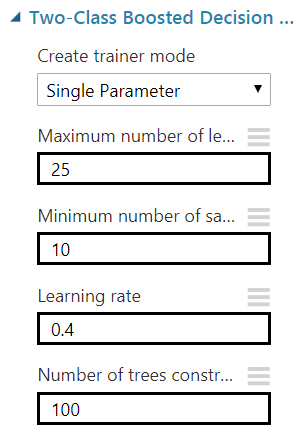 Two-Class Boosted Decision ...
Create trainer mode
Single Parameter
Maximum number of le...
25
Minimum number of sa...
10
Learning rate
0.4
Number of trees constr...
100